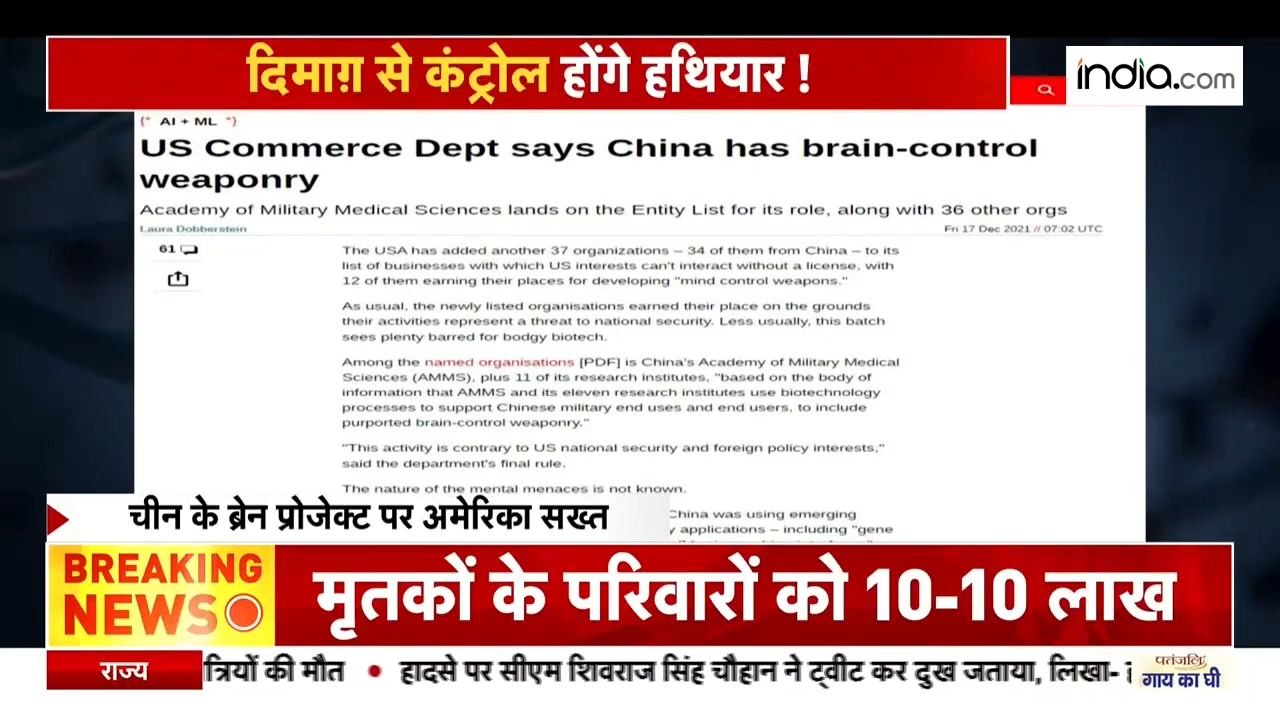 दिमाग़ से कंट्रोल होंगे हथियार !
india.com
{* AI + ML *}
US Commerce Dept says China has brain-control
weaponry
Academy of Military Medical Sciences lands on the Entity List for its role, along with 36 other orgs
Laura Dobberstein
Fri 17 Dec 2021 // 07:02 UTC
61
The USA has added another 37 organizations – 34 of them from China – to its
list of businesses with which US interests can't interact without a license, with
12 of them earning their places for developing "mind control weapons."
As usual, the newly listed organisations earned their place on the grounds
their activities represent a threat to national security. Less usually, this batch
sees plenty barred for bodgy biotech.
Among the named organisations [PDF] is China's Academy of Military Medical
Sciences (AMMS), plus 11 of its research institutes, "based on the body of
information that AMMS and its eleven research institutes use biotechnology
processes to support Chinese military end uses and end users, to include
purported brain-control weaponry."
"This activity is contrary to US national security and foreign policy interests,"
said the department's final rule.
The nature of the mental menaces is not known.
China was using emerging
applications – including "gene
चीन के ब्रेन प्रोजेक्ट पर अमेरिका सख्त
BREAKING
NEWS
मृतकों के परिवारों को 10-10 लाख
राज्य
त्रियों की मौत • हादसे पर सीएम शिवराज सिंह चौहान ने ट्वीट कर दुख जताया, लिखा-
पतंजलि
गाय का घी